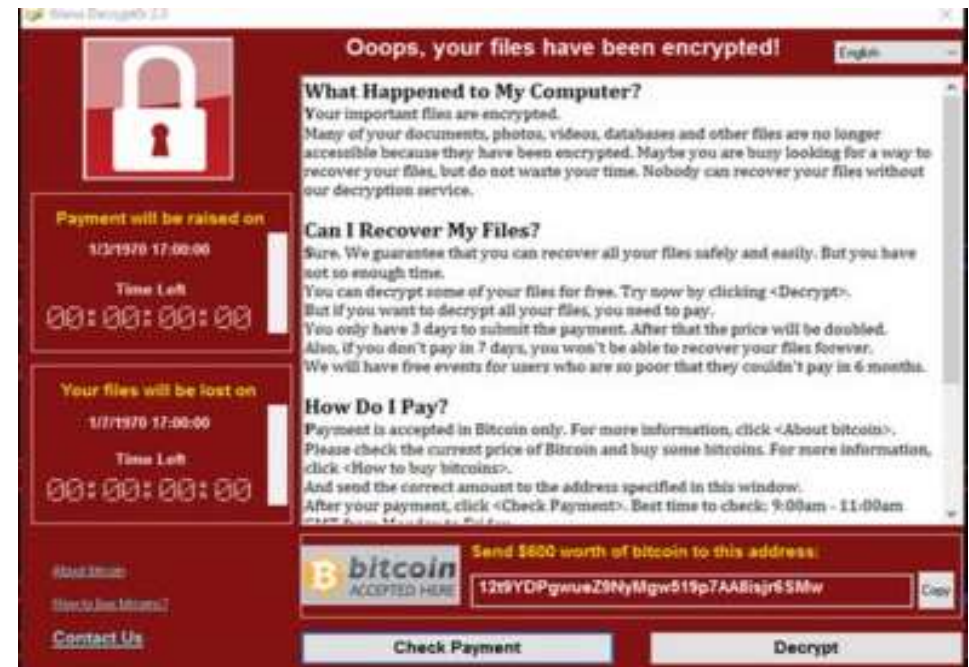 Wana Decrypt0r 2.0
Ooops, your files have been encrypted!
English
What Happened to My Computer?
Your important files are encrypted.
Many of your documents, photos, videos, databases and other files are no longer
accessible because they have been encrypted. Maybe you are busy looking for a way to
recover your files, but do not waste your time. Nobody can recover your files without
our decryption service.
Can I Recover My Files?
Sure. We guarantee that you can recover all your files safely and easily. But you have
not so enough time.
You can decrypt some of your files for free. Try now by clicking <Decrypt>.
But if you want to decrypt all your files, you need to pay.
You only have 3 days to submit the payment. After that the price will be doubled.
Also, if you don't pay in 7 days, you won't be able to recover your files forever.
We will have free events for users who are so poor that they couldn't pay in 6 months.
How Do I Pay?
Payment is accepted in Bitcoin only. For more information, click <About bitcoin>.
Please check the current price of Bitcoin and buy some bitcoins. For more information,
click <How to buy bitcoins>.
And send the correct amount to the address specified in this window.
After your payment, click <Check Payment>. Best time to check: 9:00am - 11:00am
GMT from Monday to Friday.
Payment will be raised on
1/3/1970 17:00:00
Time Left
00:00:00:00
Your files will be lost on
1/7/1970 17:00:00
Time Left
00:00:00:00
About bitcoin
How to buy bitcoins?
Contact Us
bitcoin
ACCEPTED HERE
Send $600 worth of bitcoin to this address:
12t9YDPgwueZ9NyMgw519p7AA8isjr6SMw
Copy
Check Payment
Decrypt